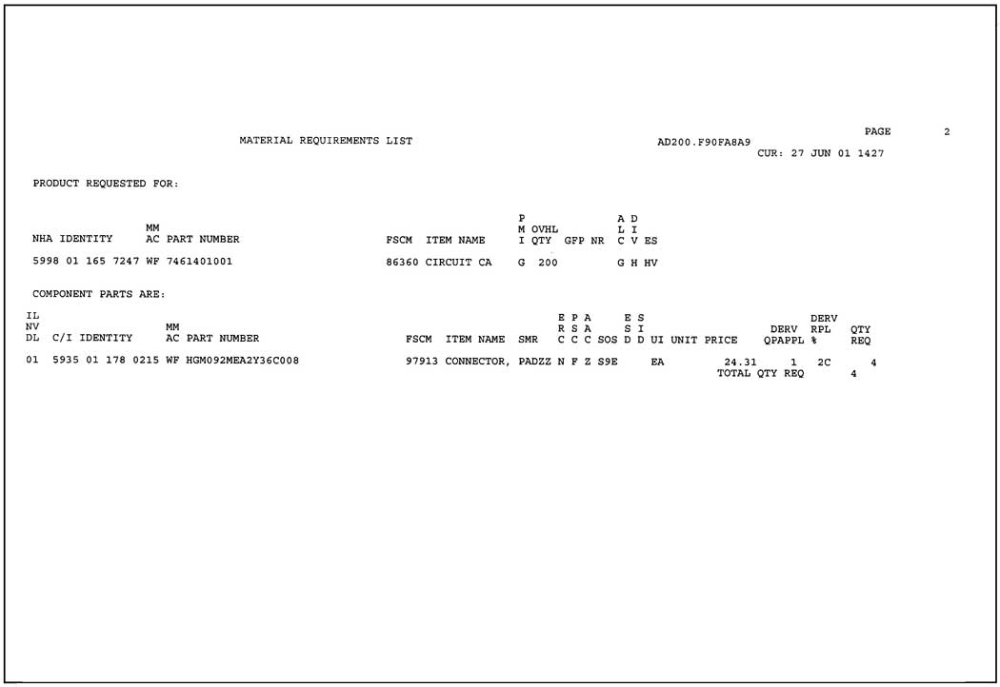 PAGE 2
MATERIAL REQUIREMENTS LIST AD200.F90FA8A9
CUR: 27 JUN 01 1427
PRODUCT REQUESTED FOR:
P A D
MM M OVHL L I
NHA IDENTITY AC PART NUMBER FSCM ITEM NAME I QTY GFP NR C V ES
5998 01 165 7247 WF 7461401001 86360 CIRCUIT CA G 200 G H HV
COMPONENT PARTS ARE:
IL E P A E S DERV
NV MM R S A S I DERV RPL QTY
DL C/I IDENTITY AC PART NUMBER FSCM ITEM NAME SMR C C C SOS D D UI UNIT PRICE QPAPPL % REQ
01 5935 01 178 0215 WF HGM092MEA2Y36C008 97913 CONNECTOR, PADZZ N F Z S9E EA 24.31 1 2C 4
TOTAL QTY REQ 4